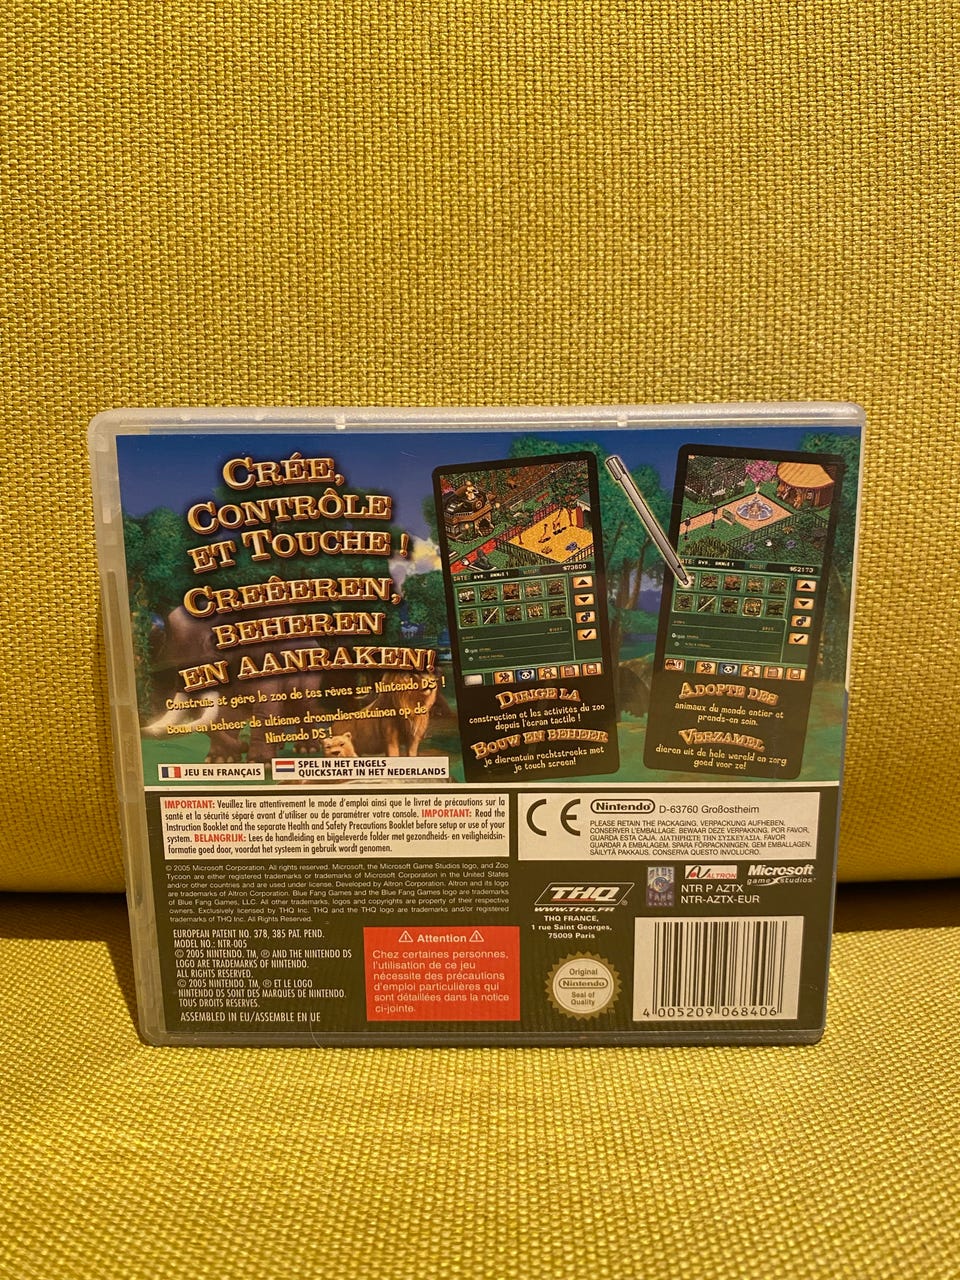 CRÉE,
CONTRÔLE
ET TOUCHE !
CREËEREN,
BEHEREN
EN AANRAKEN!
Construis et gère le zoo de tes rêves sur Nintendo DS !
Bouw en beheer de ultieme droomdierentuinen op de
Nintendo DS !
JEU EN FRANÇAIS
SPEL IN HET ENGELS
QUICKSTART IN HET NEDERLANDS
$73800
DIRIGE LA
construction et les activités du zoo
depuis l'écran tactile !
BOUW EN BEHEER
je dierentuin rechtstreeks met
je touch screen!
$62173
ADOPTE DES
animaux du monde entier et
prends-en soin.
VERZAMEL
dieren uit de hele wereld en zorg
goed voor ze!
IMPORTANT: Veuillez lire attentivement le mode d'emploi ainsi que le livret de précautions sur la
santé et la sécurité séparé avant d'utiliser ou de paramétrer votre console. IMPORTANT: Read the
Instruction Booklet and the separate Health and Safety Precautions Booklet before setup or use of your
system. BELANGRIJK: Lees de handleiding en bijgeleverde folder met gezondheids- en veiligheidsin-
formatie goed door, voordat het systeem in gebruik wordt genomen.
CE Nintendo D-63760 Großostheim
PLEASE RETAIN THE PACKAGING. VERPACKUNG AUFHEBEN.
CONSERVER L'EMBALLAGE. BEWAAR DEZE VERPAKKING. POR FAVOR,
GUARDA ESTA CAJA. ΔΙΑΤΗΡΗΣΤΕ ΤΗΝ ΣΥΣΚΕΥΑΣΙΑ. FAVOR
GUARDAR A EMBALAGEM. SPARA FÖRPACKNINGEN. GEM EMBALLAGEN.
SÄILYTÄ PAKKAUS. CONSERVA QUESTO INVOLUCRO.
© 2005 Microsoft Corporation. All rights reserved. Microsoft, the Microsoft Game Studios logo, and Zoo
Tycoon are either registered trademarks or trademarks of Microsoft Corporation in the United States
and/or other countries and are used under license. Developed by Altron Corporation. Altron and its logo
are trademarks of Altron Corporation. Blue Fang Games and the Blue Fang Games logo are trademarks
of Blue Fang Games, LLC. All other trademarks, logos and copyrights are property of their respective
owners. Exclusively licensed by THQ Inc. THQ and the THQ logo are trademarks and/or registered
trademarks of THQ Inc. All Rights Reserved.
THQ
WWW.THQ.FR
THQ FRANCE,
1 rue Saint Georges,
75009 Paris
BLUE FANG GAMES
ALTRON
Microsoft
game studios
NTR P AZTX
NTR-AZTX-EUR
EUROPEAN PATENT NO. 378, 385 PAT. PEND.
MODEL NO.: NTR-005
© 2005 NINTENDO. TM, ® AND THE NINTENDO DS
LOGO ARE TRADEMARKS OF NINTENDO.
ALL RIGHTS RESERVED.
© 2005 NINTENDO. TM, ® ET LE LOGO
NINTENDO DS SONT DES MARQUES DE NINTENDO.
TOUS DROITS RESERVES.
ASSEMBLED IN EU/ASSEMBLE EN UE
Attention
Chez certaines personnes,
l'utilisation de ce jeu
nécessite des précautions
d'emploi particulières qui
sont détaillées dans la notice
ci-jointe.
Original
Nintendo
Seal of
Quality
4 005209 068406